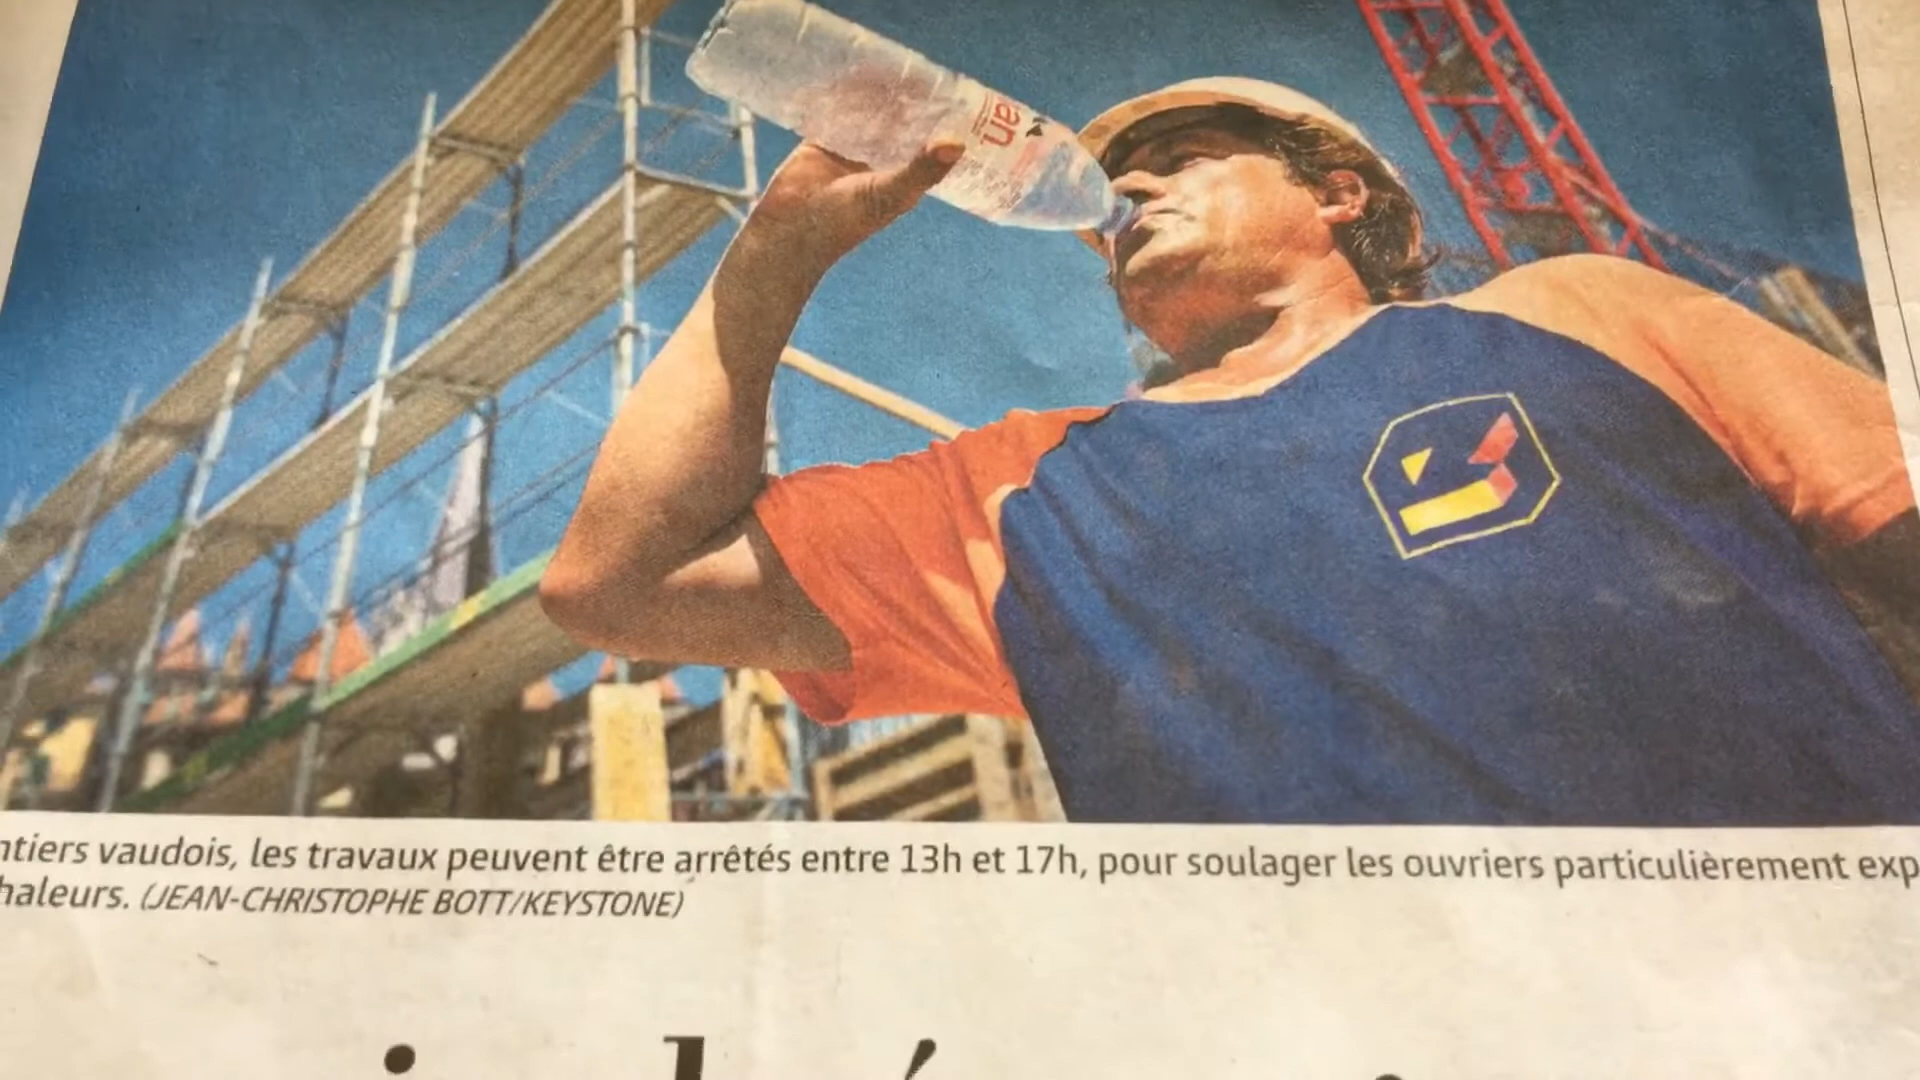 an
ntiers vaudois, les travaux peuvent être arrêtés entre 13h et 17h, pour soulager les ouvriers particulièrement exp
haleurs. (JEAN-CHRISTOPHE BOTT/KEYSTONE)